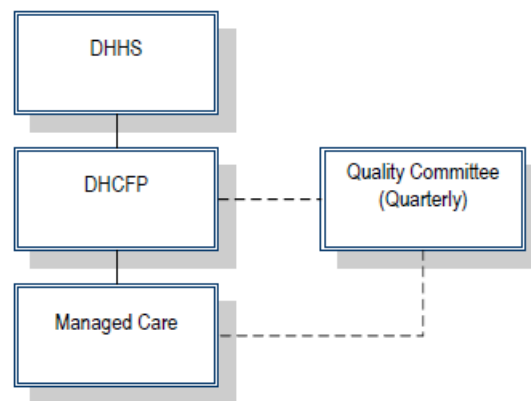 DHHS
DHCFP
Quality Committee
(Quarterly)
Managed Care